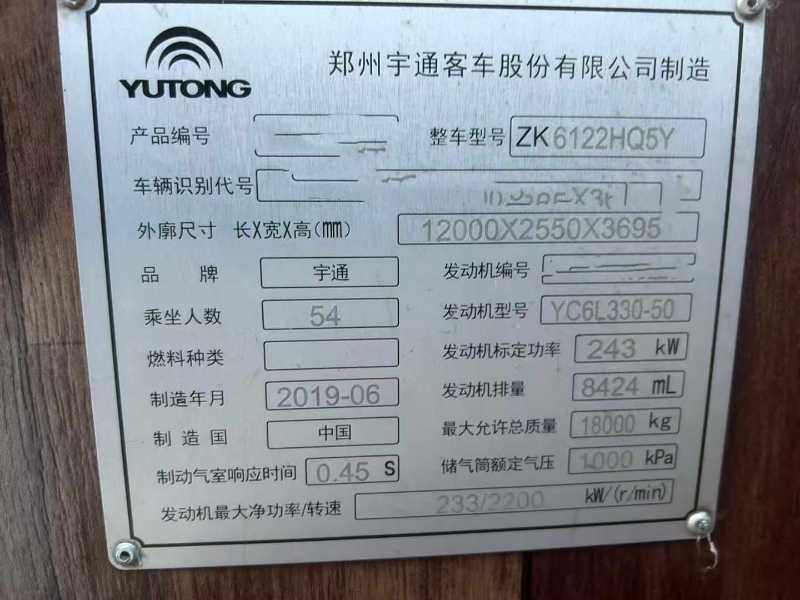 YUTONG 郑州宇通客车股份有限公司制造
产品编号 整车型号 ZK6122HQ5Y
车辆识别代号
外廓尺寸 长X宽X高(mm) 12000X2550X3695
品 牌 宇通 发动机编号
乘坐人数 54 发动机型号 YC6L330-50
燃料种类 发动机标定功率 243 kW
制造年月 2019-06 发动机排量 8424 mL
制造国 中国 最大允许总质量 18000 kg
制动气室响应时间 0.45 S 储气筒额定气压 1000 kPa
发动机最大净功率/转速 233/2200 kW/(r/min)